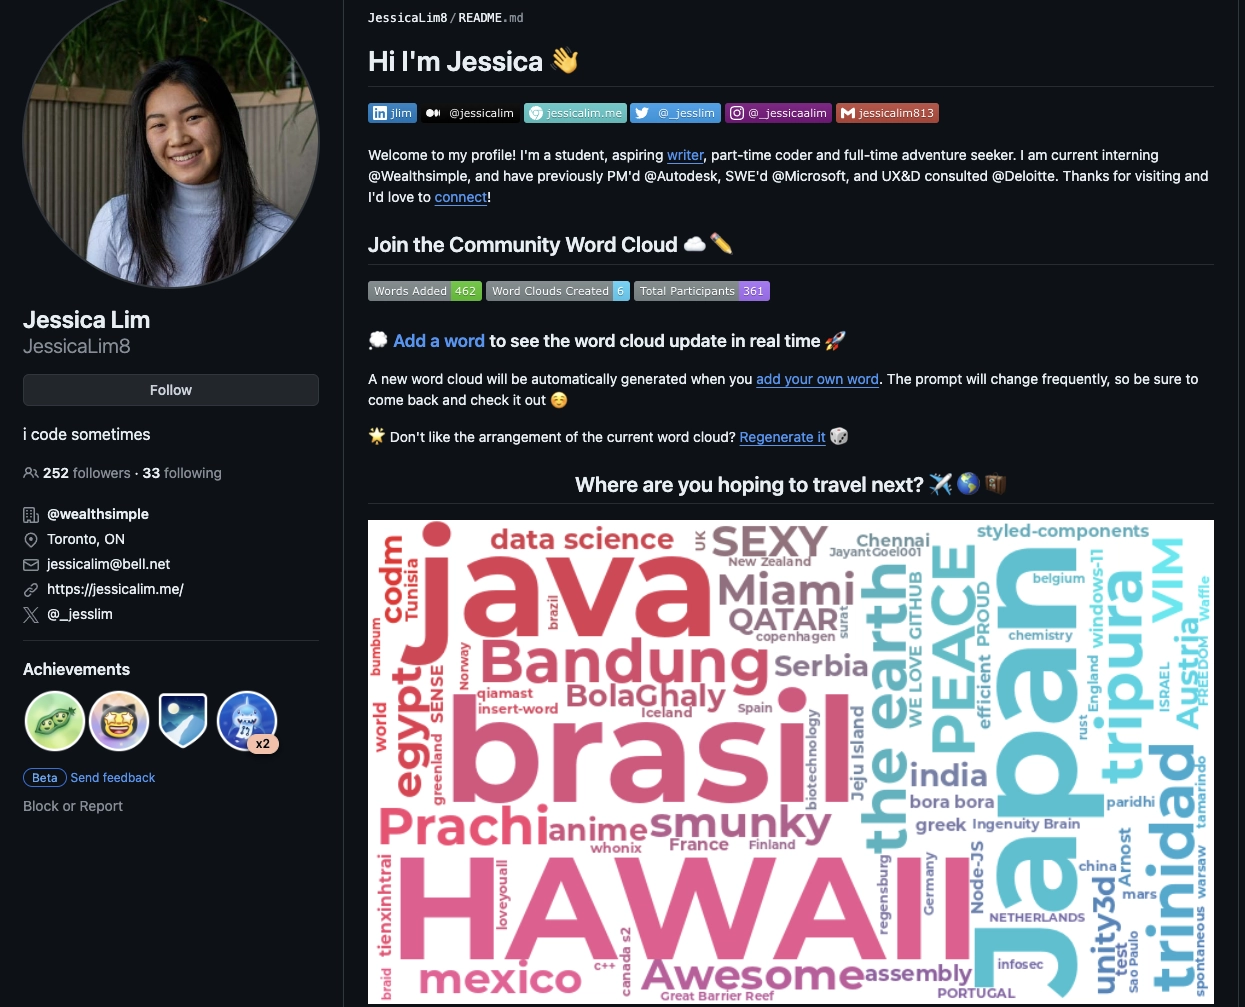 JessicaLim8/README.md
Hi I'm Jessica
jlim @jessicalim jessicalim.me @_jesslim @_jessicaalim jessicalim813
Welcome to my profile! I'm a student, aspiring writer, part-time coder and full-time adventure seeker. I am current interning
@Wealthsimple, and have previously PM'd @Autodesk, SWE'd @Microsoft, and UX&D consulted @Deloitte. Thanks for visiting and
I'd love to connect!
Join the Community Word Cloud
Words Added 462 Word Clouds Created 6 Total Participants 361
Add a word to see the word cloud update in real time
A new word cloud will be automatically generated when you add your own word. The prompt will change frequently, so be sure to
come back and check it out
Don't like the arrangement of the current word cloud? Regenerate it
Where are you hoping to travel next?
Jessica Lim
JessicaLim8
Follow
i code sometimes
252 followers · 33 following
@wealthsimple
Toronto, ON
jessicalim@bell.net
https://jessicalim.me/
@_jesslim
Achievements
x2
Beta Send feedback
Block or Report
codm
Tunisia
java
data science
UK
SEXY
Chennai
JayantGoel001
New Zealand
styled-components
Miami
QATAR
surat
copenhagen
brazil
bumbum
egypt
SENSE
Norway
Bandung
Serbia
the earth
WE LOVE GITHUB
PEACE
PROUD
efficient
japan
belgium
chemistry
windows-11
England
tripura
VIM
Waffle
Austria
FREEDOM
ISRAEL
rust
world
greenland
qiamast
insert-word
BolaGhaly
Iceland
Spain
brasil
biotechnology
Jeju Island
india
bora bora
greek
Ingenuity Brain
paridhi
trinidad
tamarindo
Prachi
anime
smunky
whonix
France
Finland
tienxinhtrai
HAWAII
loveyouall
regensburg
Germany
Node-JS
NETHERLANDS
china
Arnost
mars
warsaw
spontaneous
unity3d
test
Sao Paulo
braid
mexico
c++
canada s2
Awesome
assembly
Great Barrier Reef
PORTUGAL
infosec